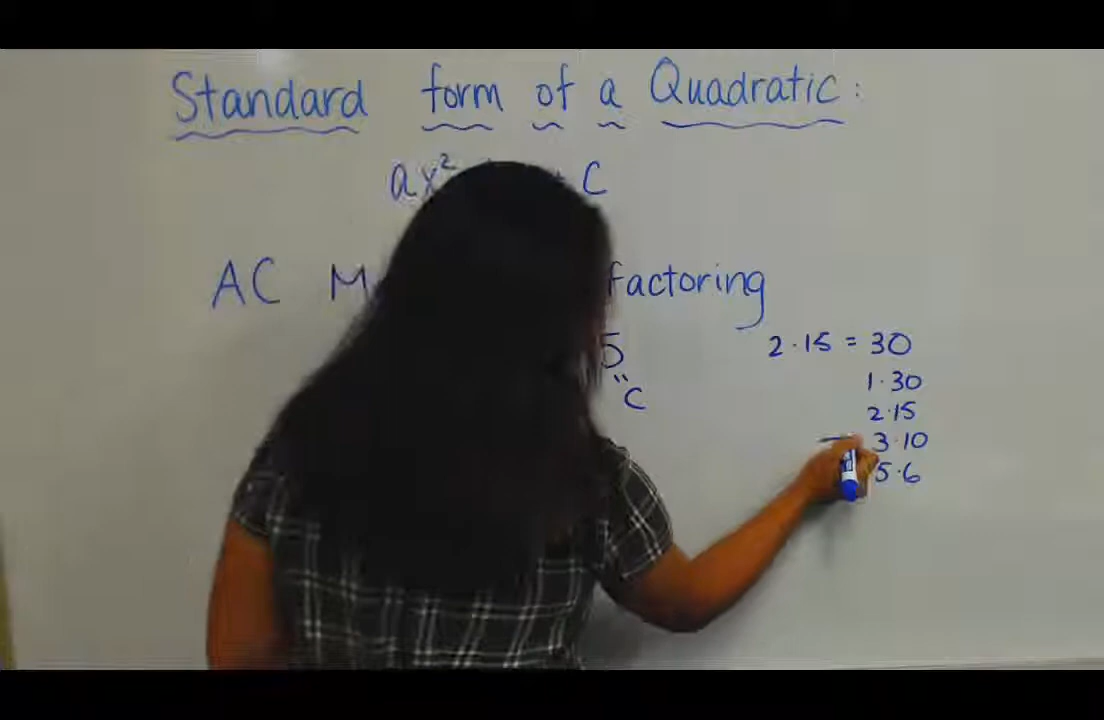 Standard form of a Quadratic:
ax² C
AC factoring
5 2·15 = 30
1·30
"
C
2·15
3·10
5·6